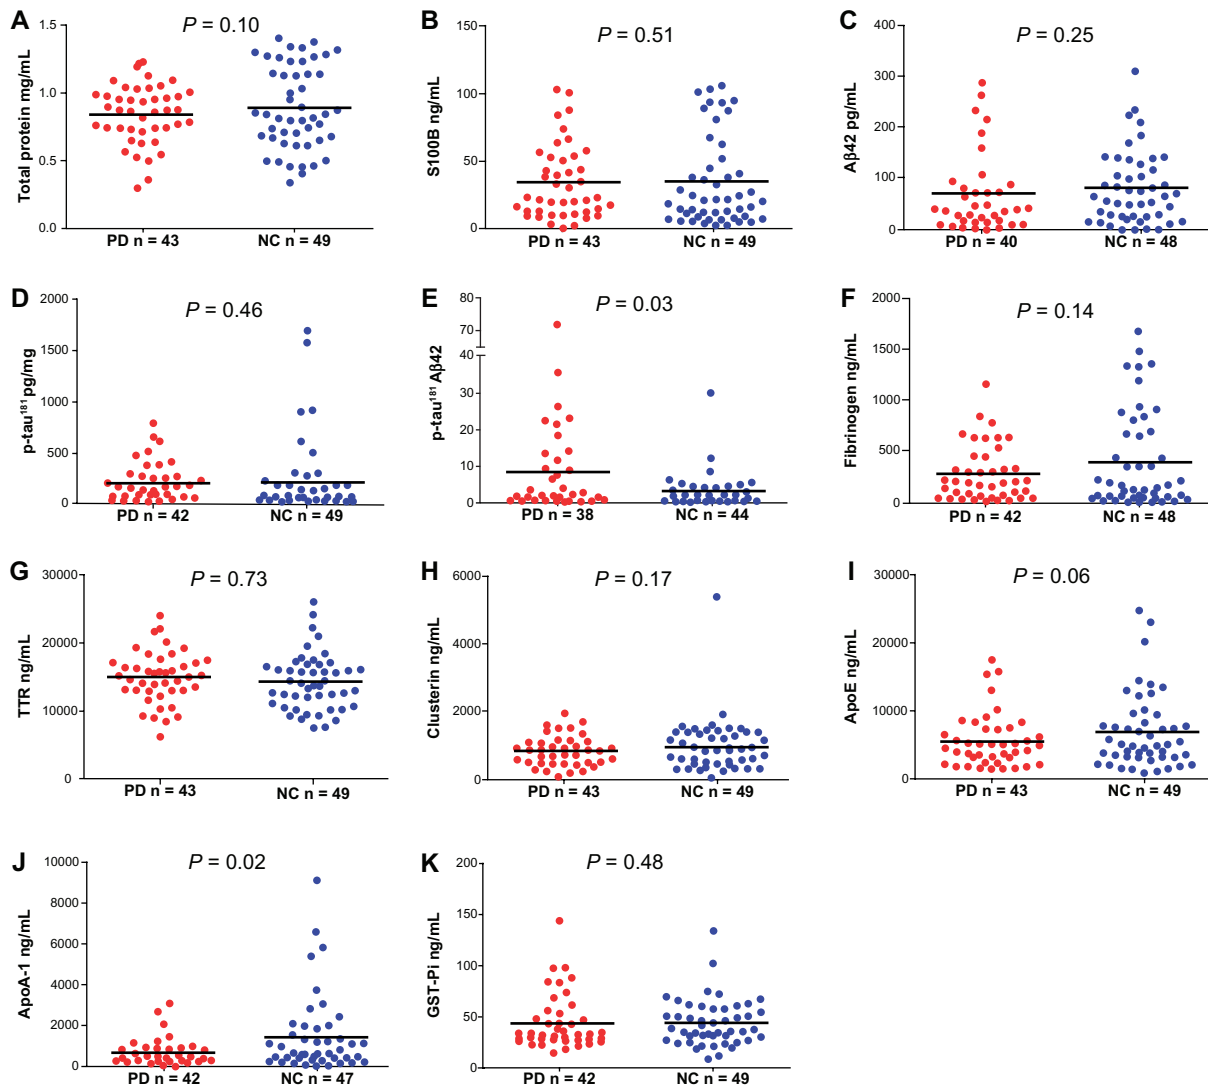 A
P = 0.10
Total protein mg/mL
1.5
1.0
0.5
0.0
PD n = 43
NC n = 49
B
P = 0.51
S100B ng/mL
150
100
50
0
PD n = 43
NC n = 49
C
P = 0.25
Aβ42 pg/mL
400
300
200
100
0
PD n = 40
NC n = 48
D
P = 0.46
p-tau¹⁸¹ pg/mg
2000
1500
1000
500
0
PD n = 42
NC n = 49
E
P = 0.03
p-tau¹⁸¹ Aβ42
80
70
40
30
20
10
0
PD n = 38
NC n = 44
F
P = 0.14
Fibrinogen ng/mL
2000
1500
1000
500
0
PD n = 42
NC n = 48
G
P = 0.73
TTR ng/mL
30000
20000
10000
0
PD n = 43
NC n = 49
H
P = 0.17
Clusterin ng/mL
6000
4000
2000
0
PD n = 43
NC n = 49
I
P = 0.06
ApoE ng/mL
30000
20000
10000
0
PD n = 43
NC n = 49
J
P = 0.02
ApoA-1 ng/mL
10000
8000
6000
4000
2000
0
PD n = 42
NC n = 47
K
P = 0.48
GST-Pi ng/mL
200
150
100
50
0
PD n = 42
NC n = 49